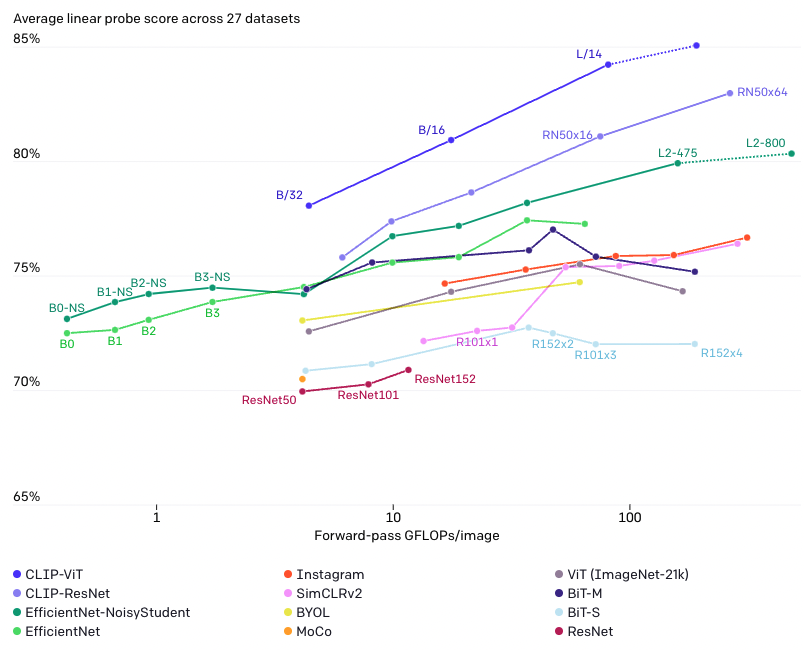 Average linear probe score across 27 datasets
85%
L/14
RN50x64
B/16
RN50x16
80%
L2-475
L2-800
B/32
75%
B3-NS
B2-NS
B1-NS
B0-NS
B3
B2
B1
B0
R101x1
R152x2
R101x3
R152x4
70%
ResNet152
ResNet101
ResNet50
65%
1
10
100
Forward-pass GFLOPs/image
CLIP-ViT
Instagram
ViT (ImageNet-21k)
CLIP-ResNet
SimCLRv2
BiT-M
EfficientNet-NoisyStudent
BYOL
BiT-S
EfficientNet
MoCo
ResNet